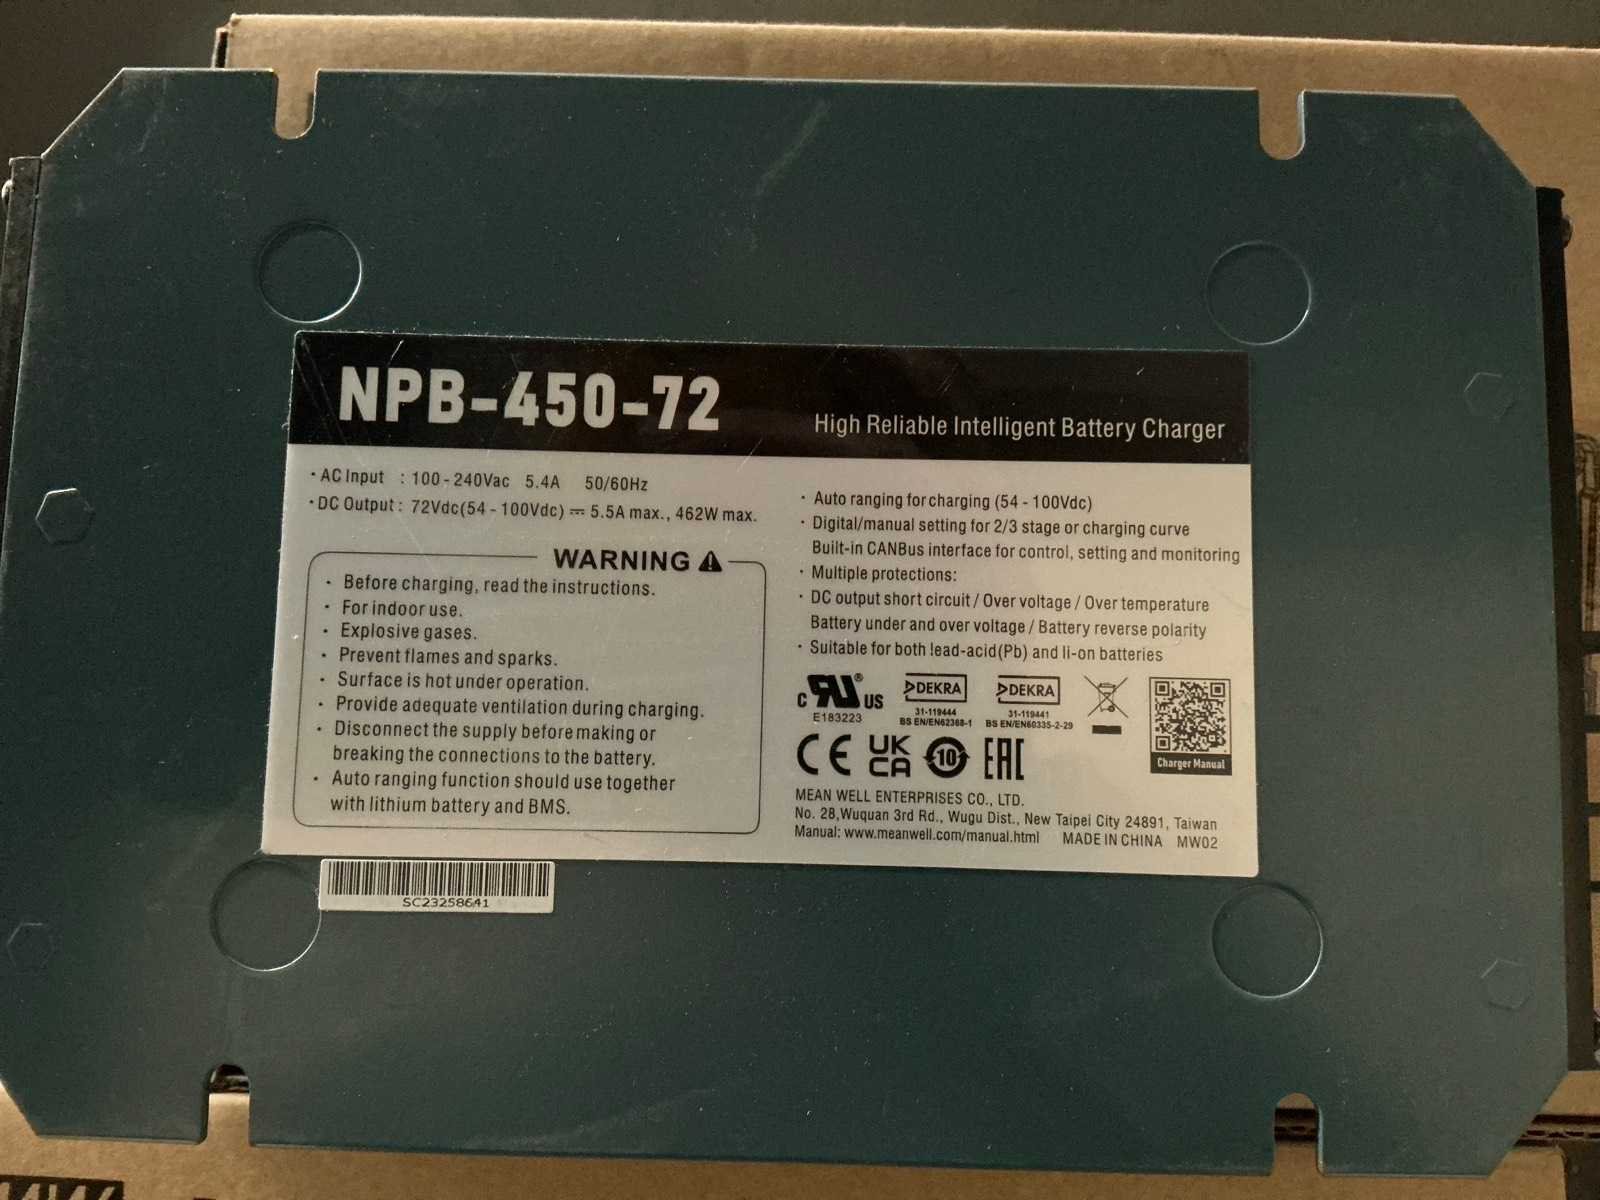 NPB-450-72
High Reliable Intelligent Battery Charger
· AC Input : 100-240Vac 5.4A 50/60Hz
· DC Output : 72Vdc(54-100Vdc) ⎓ 5.5A max., 462W max.
WARNING ⚠
· Before charging, read the instructions.
· For indoor use.
· Explosive gases.
· Prevent flames and sparks.
· Surface is hot under operation.
· Provide adequate ventilation during charging.
· Disconnect the supply before making or
breaking the connections to the battery.
· Auto ranging function should use together
with lithium battery and BMS.
· Auto ranging for charging (54-100Vdc)
· Digital/manual setting for 2/3 stage or charging curve
Built-in CANBus interface for control, setting and monitoring
· Multiple protections:
· DC output short circuit / Over voltage / Over temperature
Battery under and over voltage / Battery reverse polarity
· Suitable for both lead-acid(Pb) and li-on batteries
c RU® US
E183223
DEKRA
31-119444
BS EN/EN62368-1
DEKRA
31-119441
BS EN/EN60335-2-29
Charger Manual
CE UK CA 10 EAC
MEAN WELL ENTERPRISES CO., LTD.
No. 28,Wuquan 3rd Rd., Wugu Dist., New Taipei City 24891, Taiwan
Manual: www.meanwell.com/manual.html MADE IN CHINA MW02
SC23258641